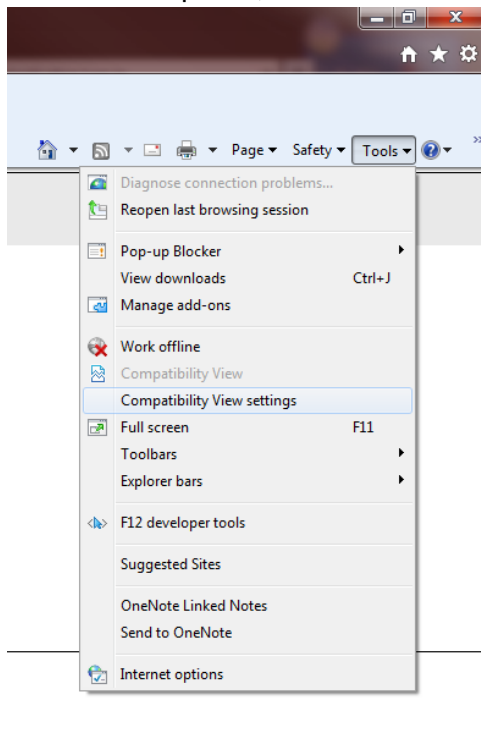 Page
Safety
Tools
Diagnose connection problems...
Reopen last browsing session
Pop-up Blocker
View downloads Ctrl+J
Manage add-ons
Work offline
Compatibility View
Compatibility View settings
Full screen F11
Toolbars
Explorer bars
F12 developer tools
Suggested Sites
OneNote Linked Notes
Send to OneNote
Internet options